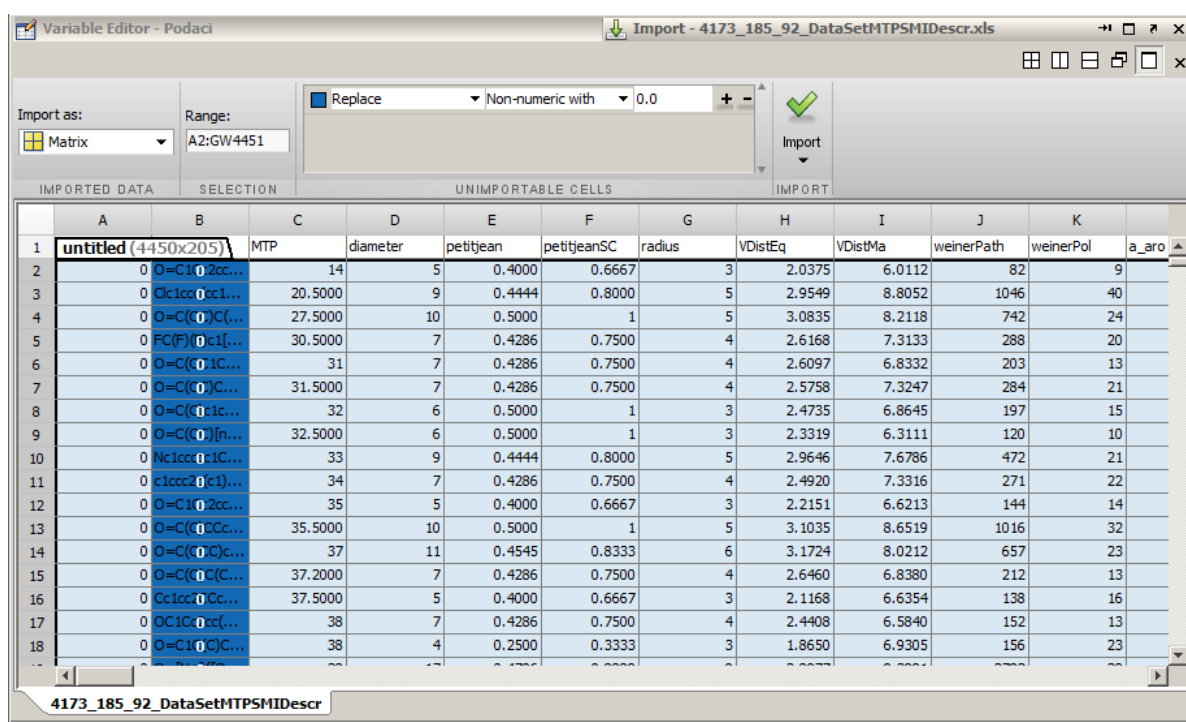 Variable Editor - Podaci
Import - 4173_185_92_DataSetMTPSMIDescr.xls
Import as:
Range:
Replace
Non-numeric with
0.0
+ -
Matrix
A2:GW4451
Import
IMPORTED DATA
SELECTION
UNIMPORTABLE CELLS
IMPORT
A B C D E F G H I J K
1 untitled (4450x205) MTP diameter petitjean petitjeanSC radius VDistEq VDistMa weinerPath weinerPol a_aro
2 0 14 5 0.4000 0.6667 3 2.0375 6.0112 82 9
3 0 20.5000 9 0.4444 0.8000 5 2.9549 8.8052 1046 40
4 0 27.5000 10 0.5000 1 5 3.0835 8.2118 742 24
5 0 30.5000 7 0.4286 0.7500 4 2.6168 7.3133 288 20
6 0 31 7 0.4286 0.7500 4 2.6097 6.8332 203 13
7 0 31.5000 7 0.4286 0.7500 4 2.5758 7.3247 284 21
8 0 32 6 0.5000 1 3 2.4735 6.8645 197 15
9 0 32.5000 6 0.5000 1 3 2.3319 6.3111 120 10
10 0 33 9 0.4444 0.8000 5 2.9646 7.6786 472 21
11 0 34 7 0.4286 0.7500 4 2.4920 7.3316 271 22
12 0 35 5 0.4000 0.6667 3 2.2151 6.6213 144 14
13 0 35.5000 10 0.5000 1 5 3.1035 8.6519 1016 32
14 0 37 11 0.4545 0.8333 6 3.1724 8.0212 657 23
15 0 37.2000 7 0.4286 0.7500 4 2.6460 6.8380 212 13
16 0 37.5000 5 0.4000 0.6667 3 2.1168 6.6354 138 16
17 0 38 7 0.4286 0.7500 4 2.4408 6.5840 152 13
18 0 38 4 0.2500 0.3333 3 1.8650 6.9305 156 23
4173_185_92_DataSetMTPSMIDescr